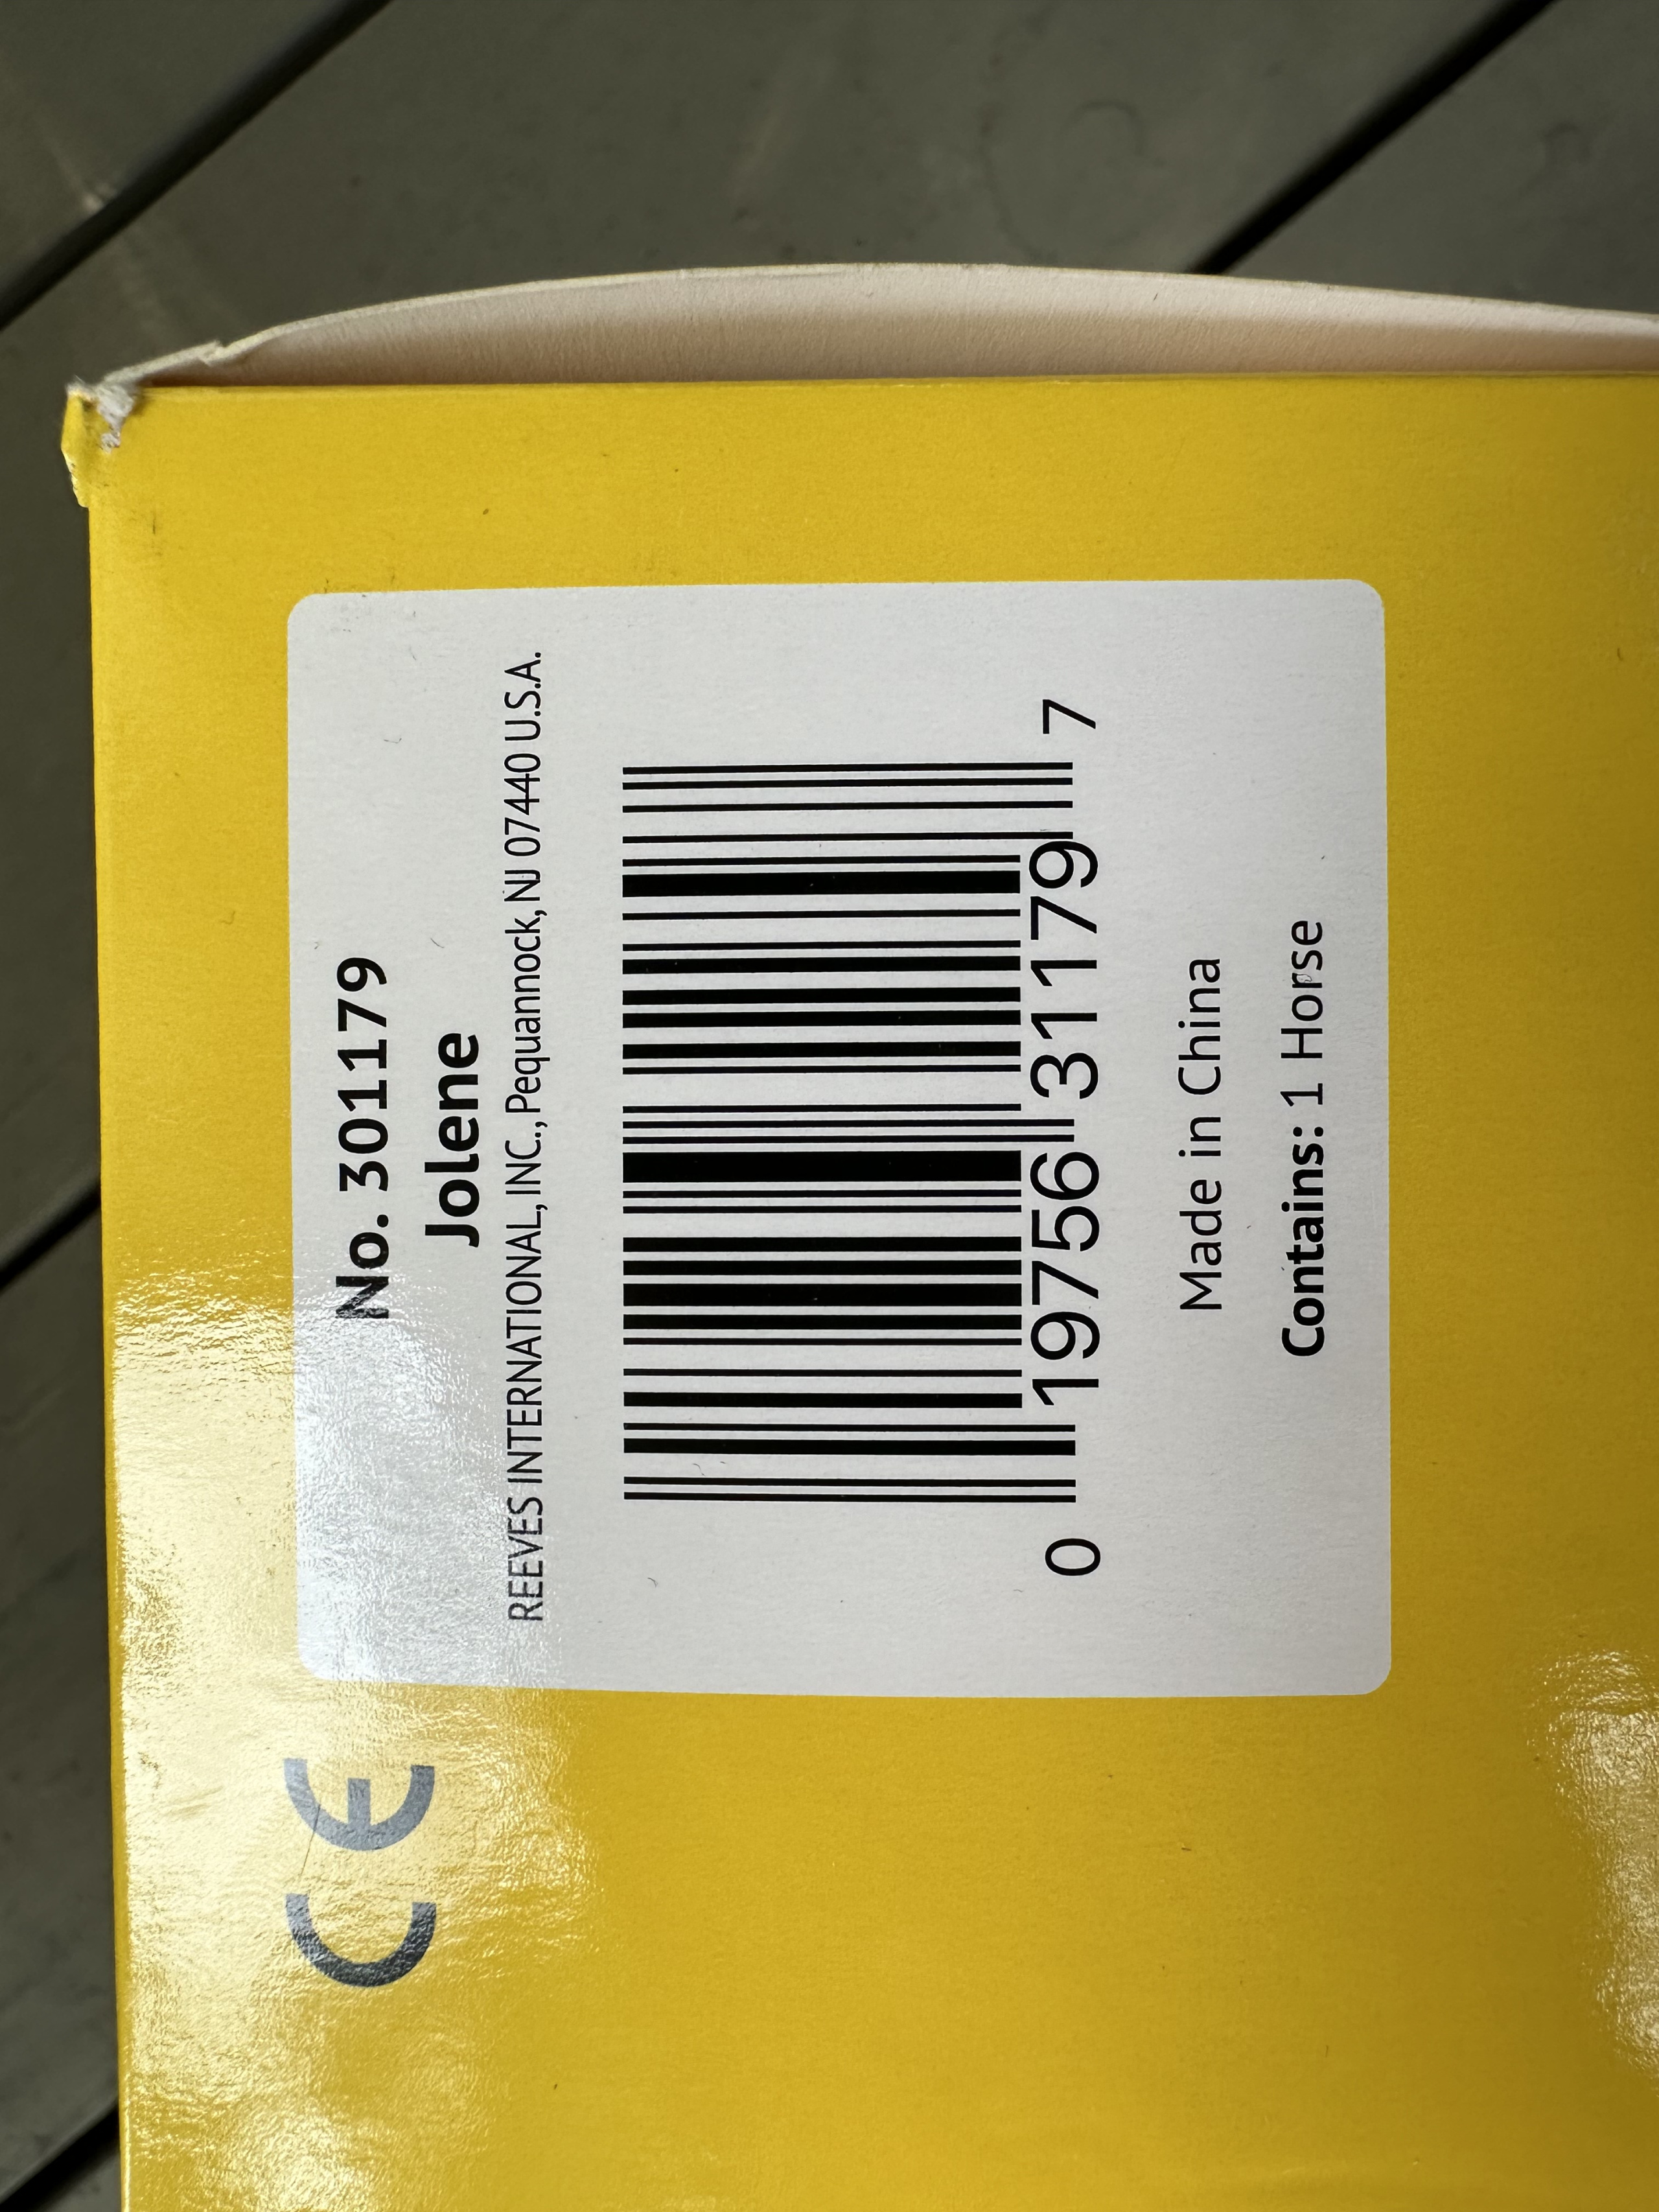 No. 301179
Jolene
REEVES INTERNATIONAL, INC., Pequannock, NJ 07440 U.S.A.
0 19756 31179 7
Made in China
Contains: 1 Horse
CE